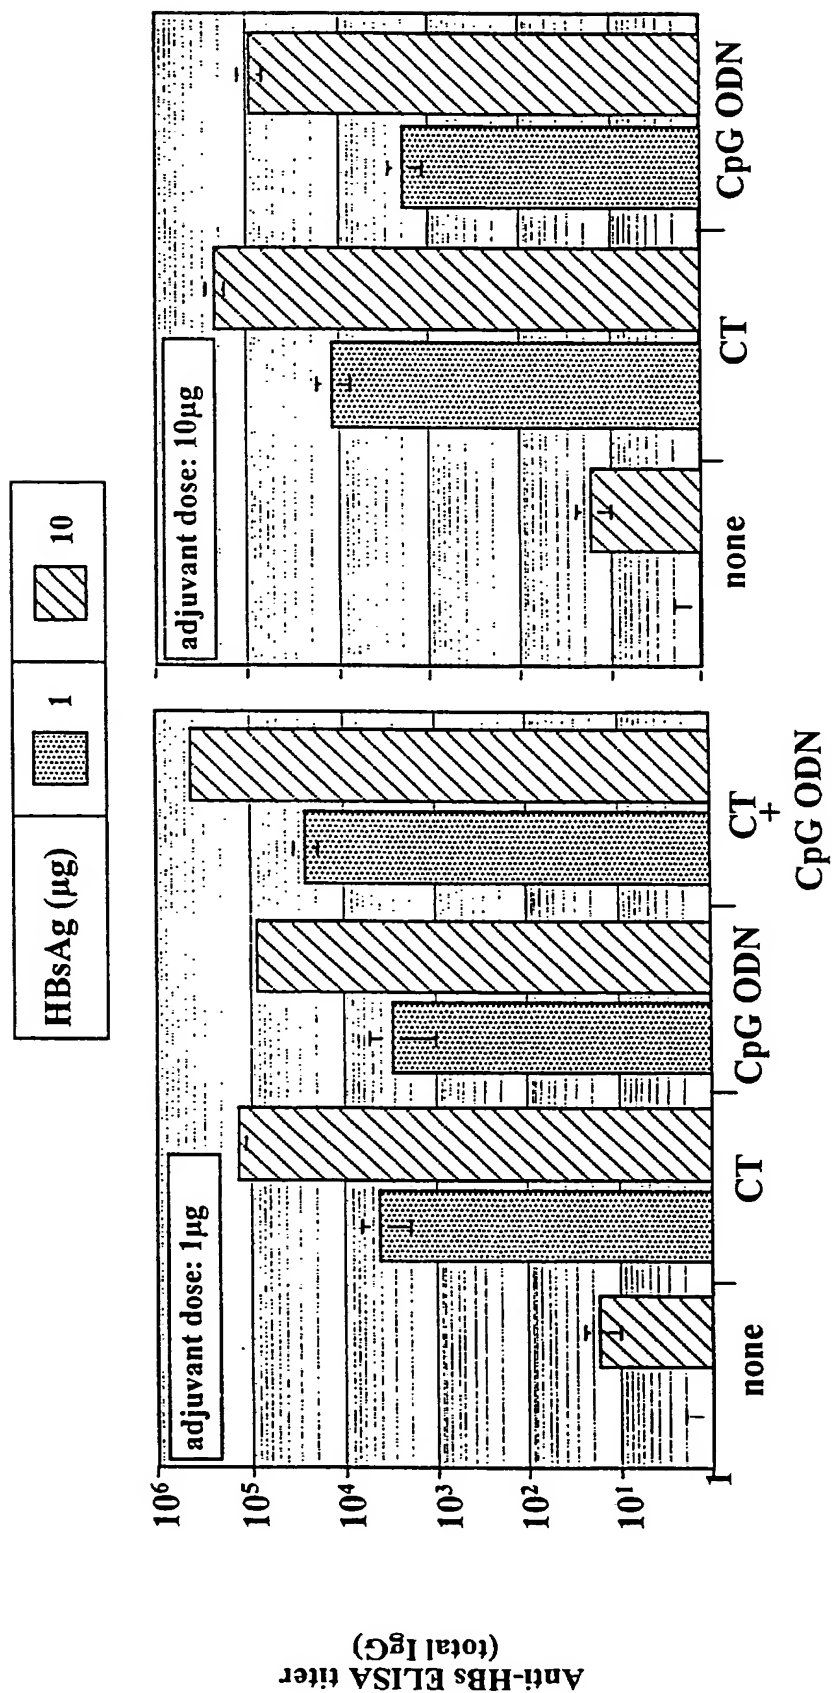 HBsAg (µg)
1
10
Anti-HBs ELISA titer
(total IgG)
10⁶
10⁵
10⁴
10³
10²
10¹
1
adjuvant dose: 1µg
none
CT
CpG ODN
CT
+
CpG ODN
adjuvant dose: 10µg
none
CT
CpG ODN